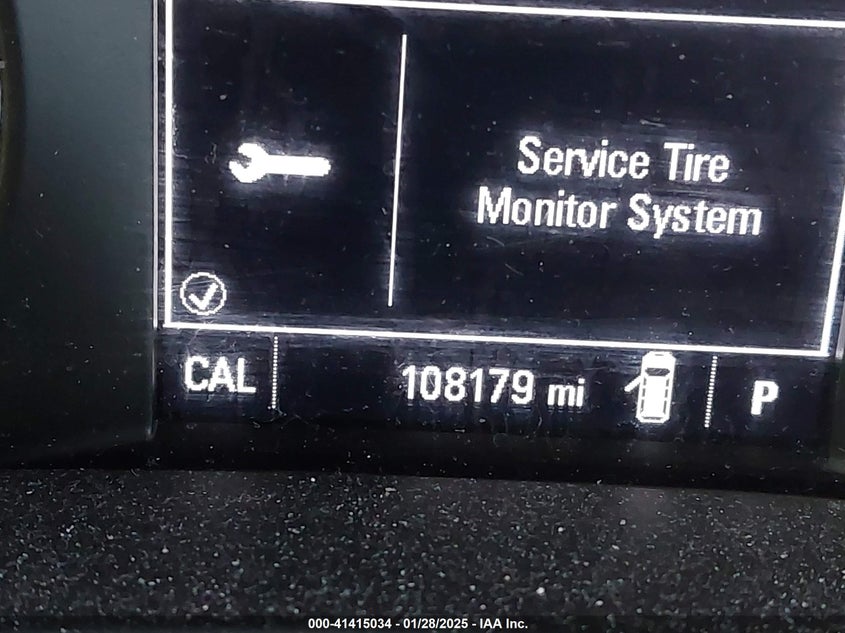 Service Tire
Monitor System
CAL 108179 mi P
000-41415034 - 01/28/2025 - IAA Inc.